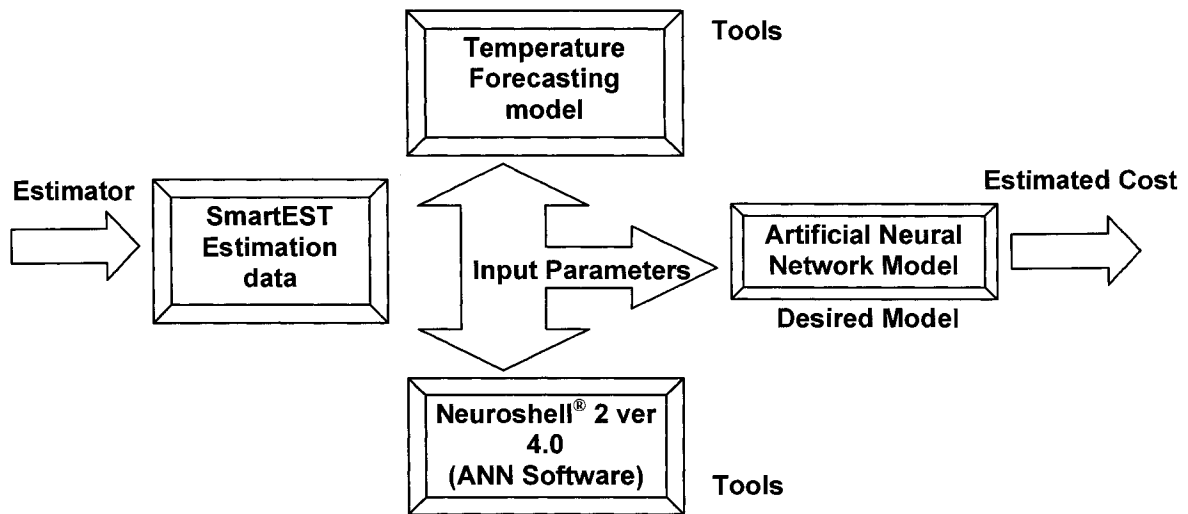 Tools
Temperature
Forecasting
model
Estimator
SmartEST
Estimation
data
Input Parameters
Estimated Cost
Artificial Neural
Network Model
Desired Model
Neuroshell® 2 ver
4.0
(ANN Software)
Tools